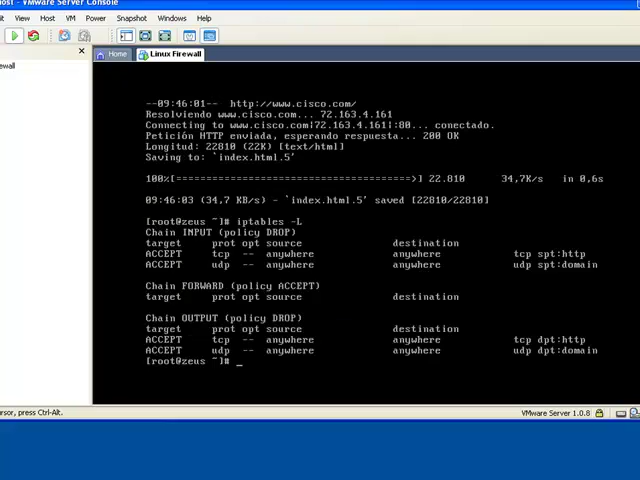 ost - VMware Server Console
it View Host VM Power Snapshot Windows Help
Home Linux Firewall
ewall
--09:46:01-- http://www.cisco.com/
Resolviendo www.cisco.com... 72.163.4.161
Connecting to www.cisco.com|72.163.4.161|:80... conectado.
Petición HTTP enviada, esperando respuesta... 200 OK
Longitud: 22810 (22K) [text/html]
Saving to: `index.html.5'
100%[=======================================>] 22.810 34,7K/s in 0,6s
09:46:03 (34,7 KB/s) - `index.html.5' saved [22810/22810]
[root@zeus ~]# iptables -L
Chain INPUT (policy DROP)
target prot opt source destination
ACCEPT tcp -- anywhere anywhere tcp spt:http
ACCEPT udp -- anywhere anywhere udp spt:domain
Chain FORWARD (policy ACCEPT)
target prot opt source destination
Chain OUTPUT (policy DROP)
target prot opt source destination
ACCEPT tcp -- anywhere anywhere tcp dpt:http
ACCEPT udp -- anywhere anywhere udp dpt:domain
[root@zeus ~]# _
ursor, press Ctrl-Alt.
VMware Server 1.0.8